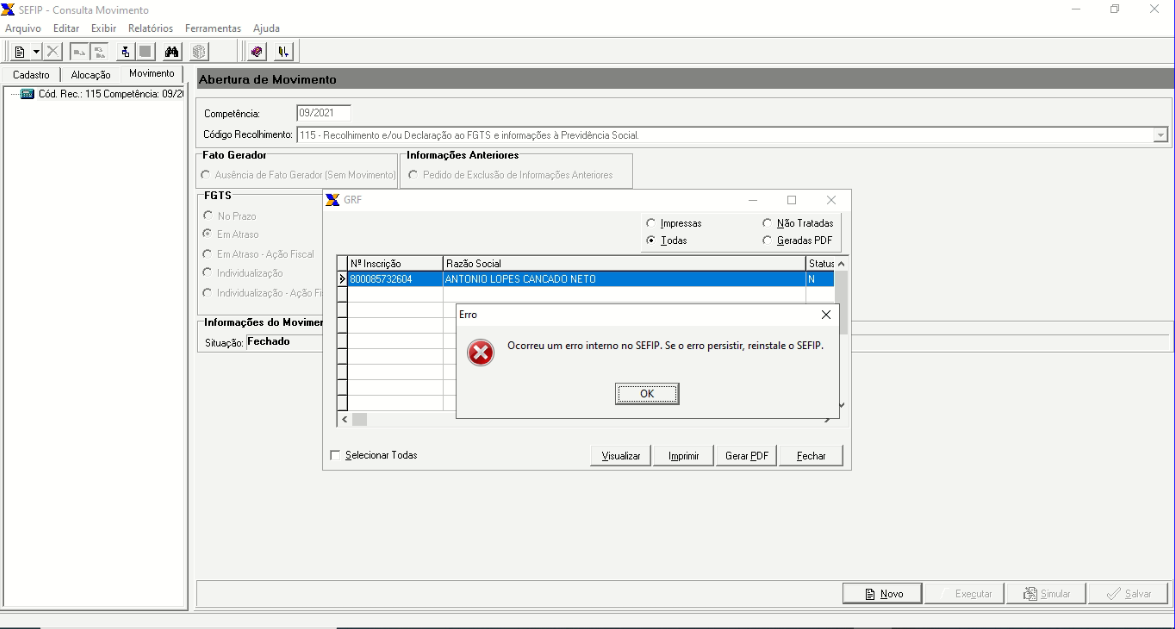 SEFIP - Consulta Movimento
Arquivo Editar Exibir Relatórios Ferramentas Ajuda
Cadastro Alocação Movimento
Cód. Rec.: 115 Competência: 09/2
Abertura de Movimento
Competência: 09/2021
Código Recolhimento: 115 - Recolhimento e/ou Declaração ao FGTS e informações à Previdência Social.
Fato Gerador
Ausência de Fato Gerador (Sem Movimento)
Informações Anteriores
Pedido de Exclusão de Informações Anteriores
FGTS
No Prazo
Em Atraso
Em Atraso - Ação Fiscal
Individualização
Individualização - Ação Fi
Informações do Movimen
Situação: Fechado
GRF
Impressas Não Tratadas
Todas Geradas PDF
Nº Inscrição Razão Social Status
800085732604 ANTONIO LOPES CANCADO NETO N
Erro
Ocorreu um erro interno no SEFIP. Se o erro persistir, reinstale o SEFIP.
OK
Selecionar Todas
Visualizar Imprimir Gerar PDF Fechar
Novo Executar Simular Salvar